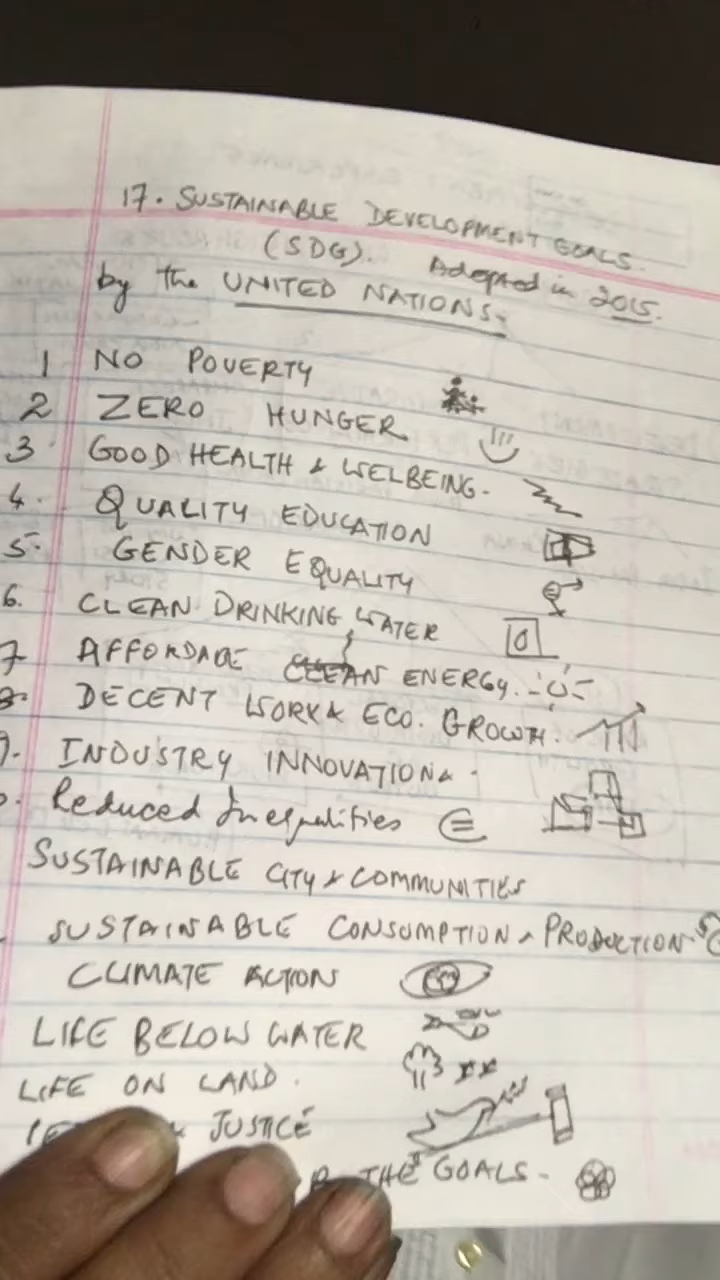 17. SUSTAINABLE DEVELOPMENT GOALS.
(SDG). Adopted in 2015.
by the UNITED NATIONS.
1 NO POVERTY
2 ZERO HUNGER
3 GOOD HEALTH & WELBEING.
4. QUALITY EDUCATION
5. GENDER EQUALITY
6. CLEAN DRINKING WATER
7 AFFORDABE CLEAN ENERGY.
8. DECENT WORK & ECO. GROWTH.
9. INDUSTRY INNOVATION &.
Reduced Inequalities
SUSTAINABLE CITY & COMMUNITIES
SUSTAINABLE CONSUMPTION & PRODUCTION
CLIMATE ACTION
LIFE BELOW WATER
LIFE ON LAND.
JUSTICE
THE GOALS.